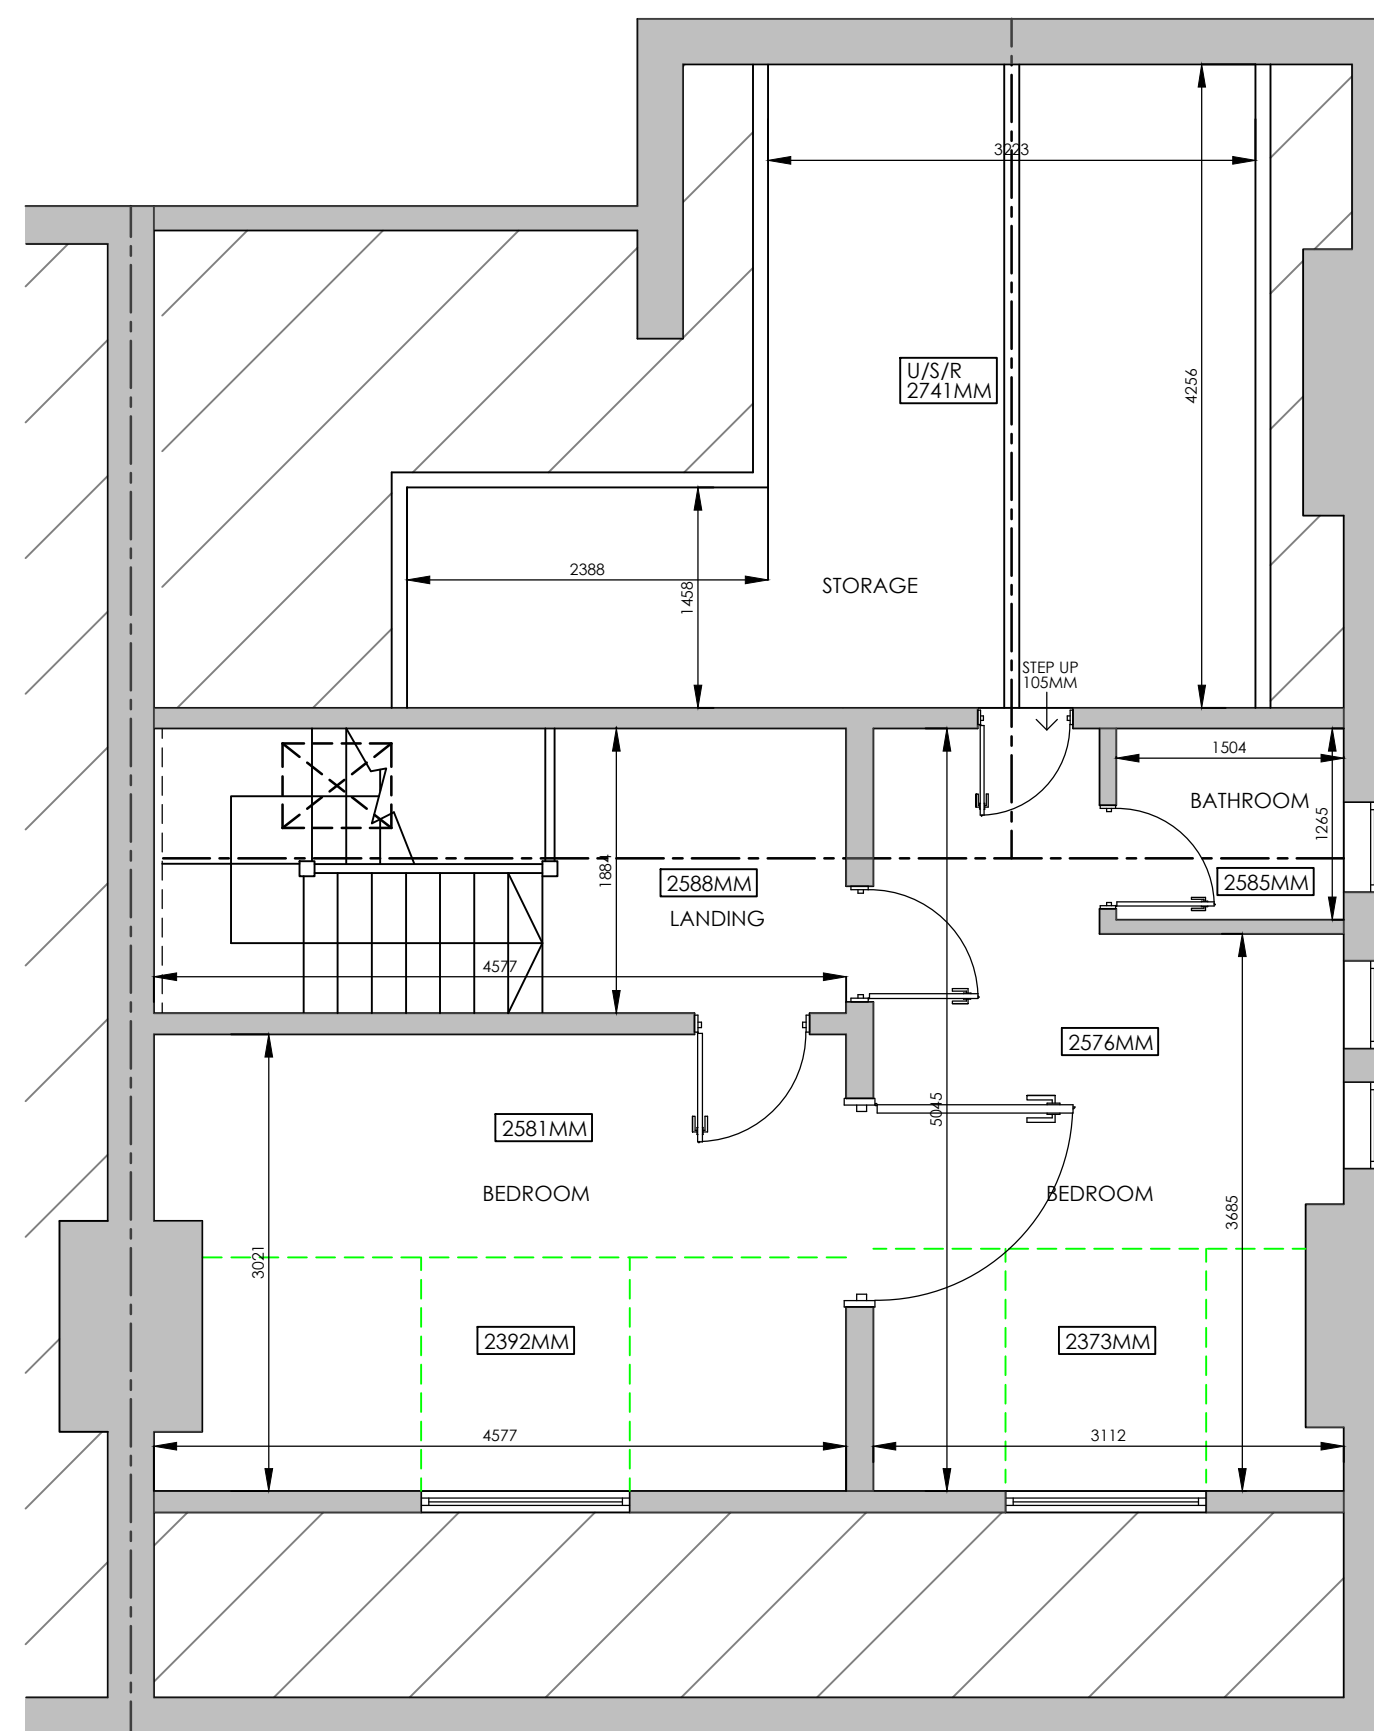 3223
U/S/R
2741MM
4256
2388
1458
STORAGE
STEP UP
105MM
1504
BATHROOM
1265
1884
2588MM
2585MM
LANDING
4577
2576MM
2581MM
5045
BEDROOM
BEDROOM
3685
3021
2392MM
2373MM
4577
3112